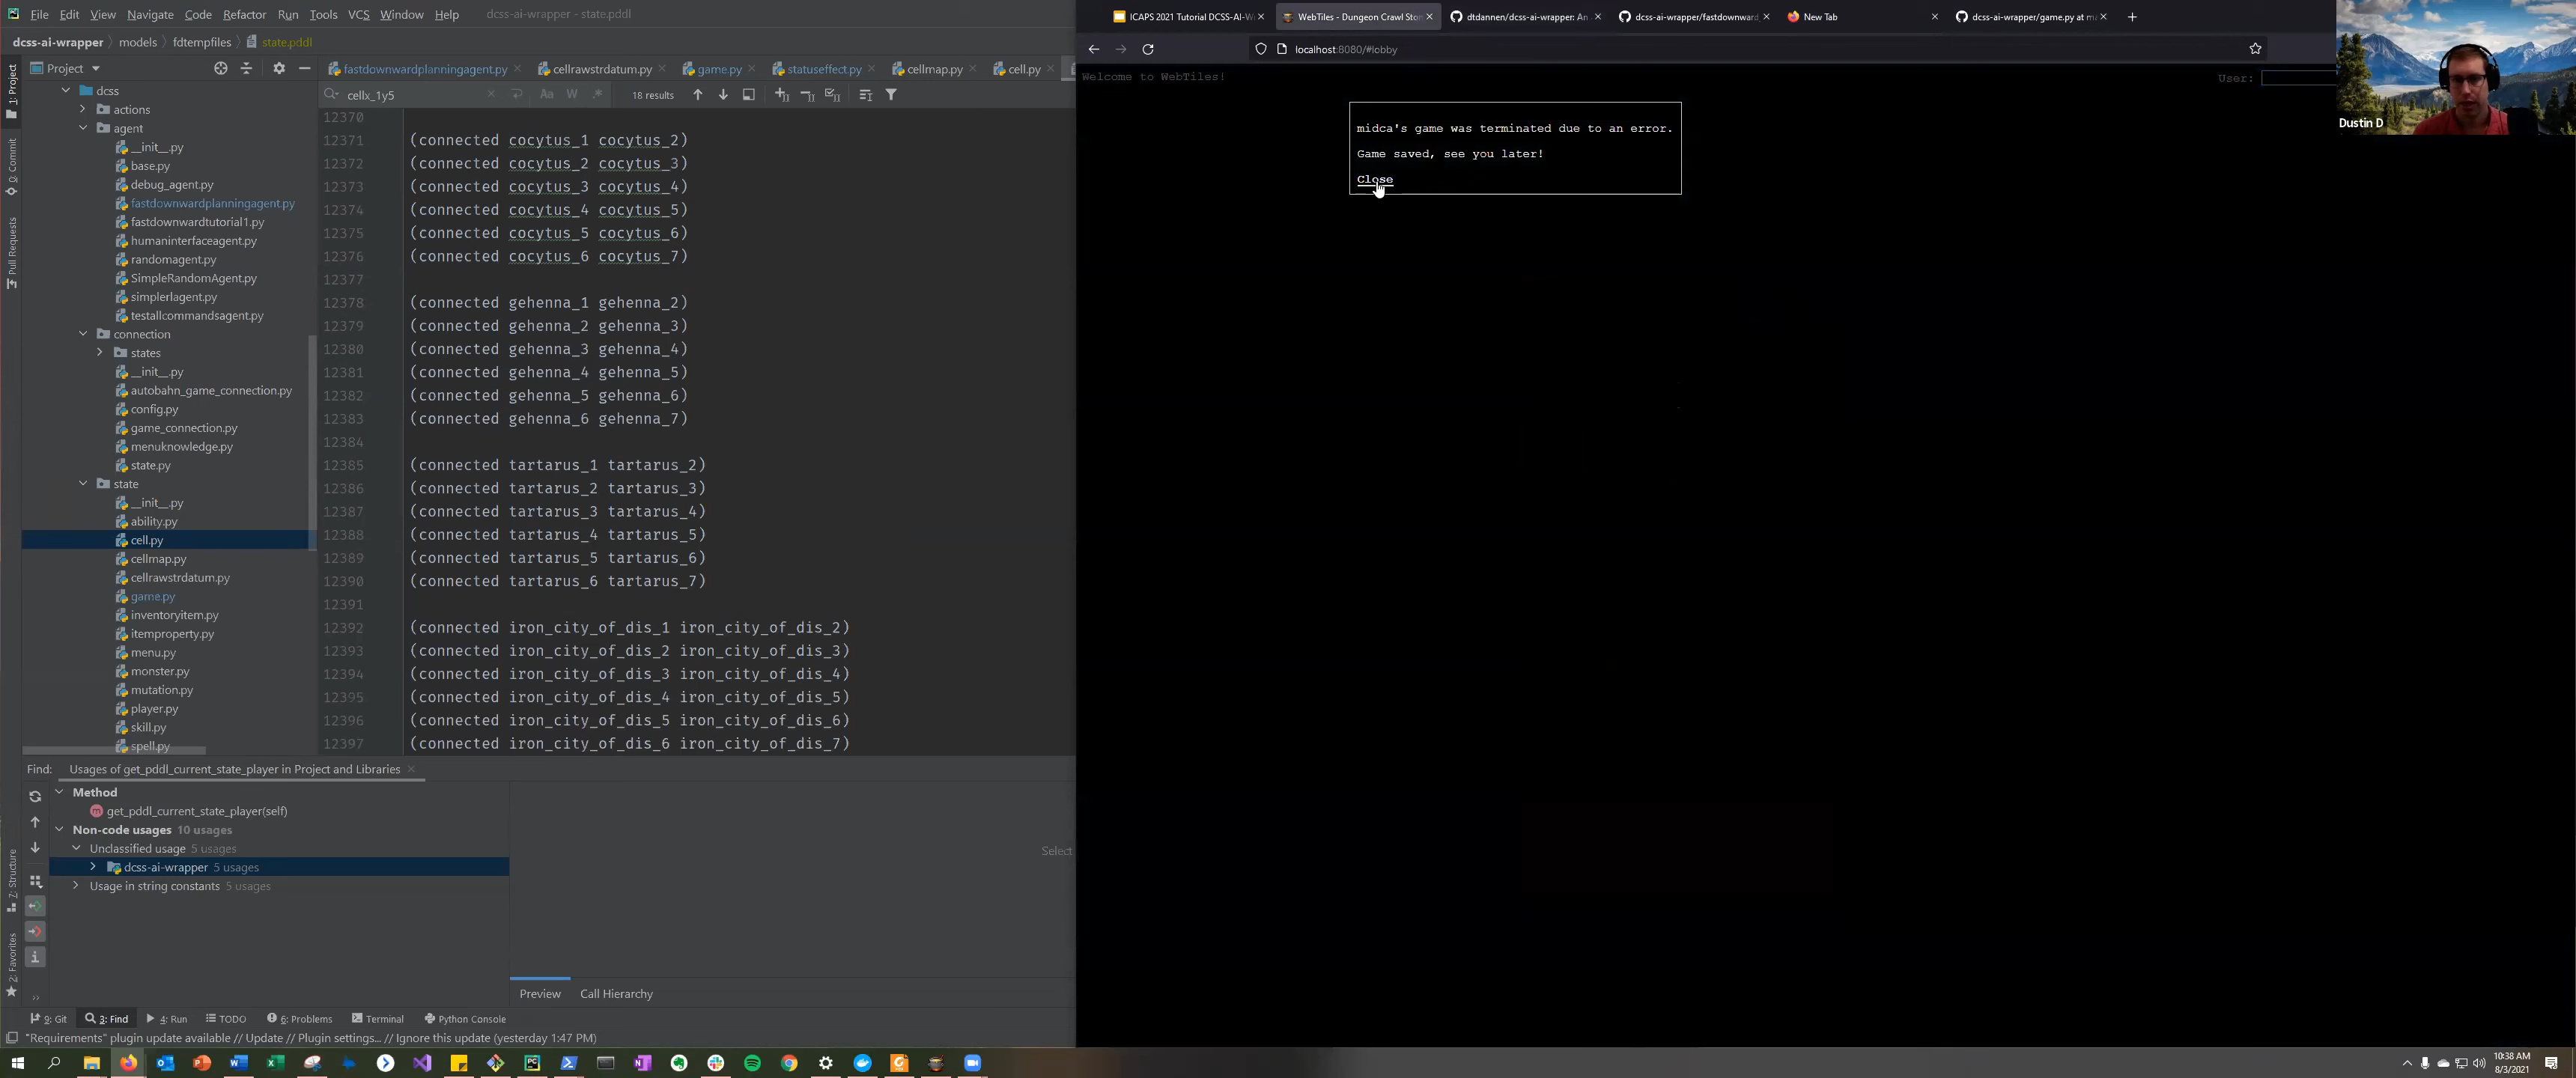 File Edit View Navigate Code Refactor Run Tools VCS Window Help dcss-ai-wrapper - state.pddl
dcss-ai-wrapper models fdtempfiles state.pddl
Project
fastdownwardplanningagent.py cellrawstrdatum.py game.py statuseffect.py cellmap.py cell.py
cellx_1y5 Aa W .* 18 results
1: Project
0: Commit
Pull Requests
Z: Structure
2: Favorites
dcss
actions
agent
__init__.py
base.py
debug_agent.py
fastdownwardplanningagent.py
fastdownwardtutorial1.py
humaninterfaceagent.py
randomagent.py
SimpleRandomAgent.py
simplerlagent.py
testallcommandsagent.py
connection
states
__init__.py
autobahn_game_connection.py
config.py
game_connection.py
menuknowledge.py
state.py
state
__init__.py
ability.py
cell.py
cellmap.py
cellrawstrdatum.py
game.py
inventoryitem.py
itemproperty.py
menu.py
monster.py
mutation.py
player.py
skill.py
spell.py
12370
12371 (connected cocytus_1 cocytus_2)
12372 (connected cocytus_2 cocytus_3)
12373 (connected cocytus_3 cocytus_4)
12374 (connected cocytus_4 cocytus_5)
12375 (connected cocytus_5 cocytus_6)
12376 (connected cocytus_6 cocytus_7)
12377
12378 (connected gehenna_1 gehenna_2)
12379 (connected gehenna_2 gehenna_3)
12380 (connected gehenna_3 gehenna_4)
12381 (connected gehenna_4 gehenna_5)
12382 (connected gehenna_5 gehenna_6)
12383 (connected gehenna_6 gehenna_7)
12384
12385 (connected tartarus_1 tartarus_2)
12386 (connected tartarus_2 tartarus_3)
12387 (connected tartarus_3 tartarus_4)
12388 (connected tartarus_4 tartarus_5)
12389 (connected tartarus_5 tartarus_6)
12390 (connected tartarus_6 tartarus_7)
12391
12392 (connected iron_city_of_dis_1 iron_city_of_dis_2)
12393 (connected iron_city_of_dis_2 iron_city_of_dis_3)
12394 (connected iron_city_of_dis_3 iron_city_of_dis_4)
12395 (connected iron_city_of_dis_4 iron_city_of_dis_5)
12396 (connected iron_city_of_dis_5 iron_city_of_dis_6)
12397 (connected iron_city_of_dis_6 iron_city_of_dis_7)
Find: Usages of get_pddl_current_state_player in Project and Libraries
Method
get_pddl_current_state_player(self)
Non-code usages 10 usages
Unclassified usage 5 usages
dcss-ai-wrapper 5 usages
Usage in string constants 5 usages
Select
Preview Call Hierarchy
9: Git 3: Find 4: Run TODO 6: Problems Terminal Python Console
"Requirements" plugin update available // Update // Plugin settings... // Ignore this update (yesterday 1:47 PM)
ICAPS 2021 Tutorial DCSS-AI-W WebTiles - Dungeon Crawl Ston dtdannen/dcss-ai-wrapper: An dcss-ai-wrapper/fastdownward_ New Tab dcss-ai-wrapper/game.py at ma
localhost:8080/#lobby
Welcome to WebTiles! User:
midca's game was terminated due to an error.
Game saved, see you later!
Close
Dustin D
10:38 AM
8/3/2021